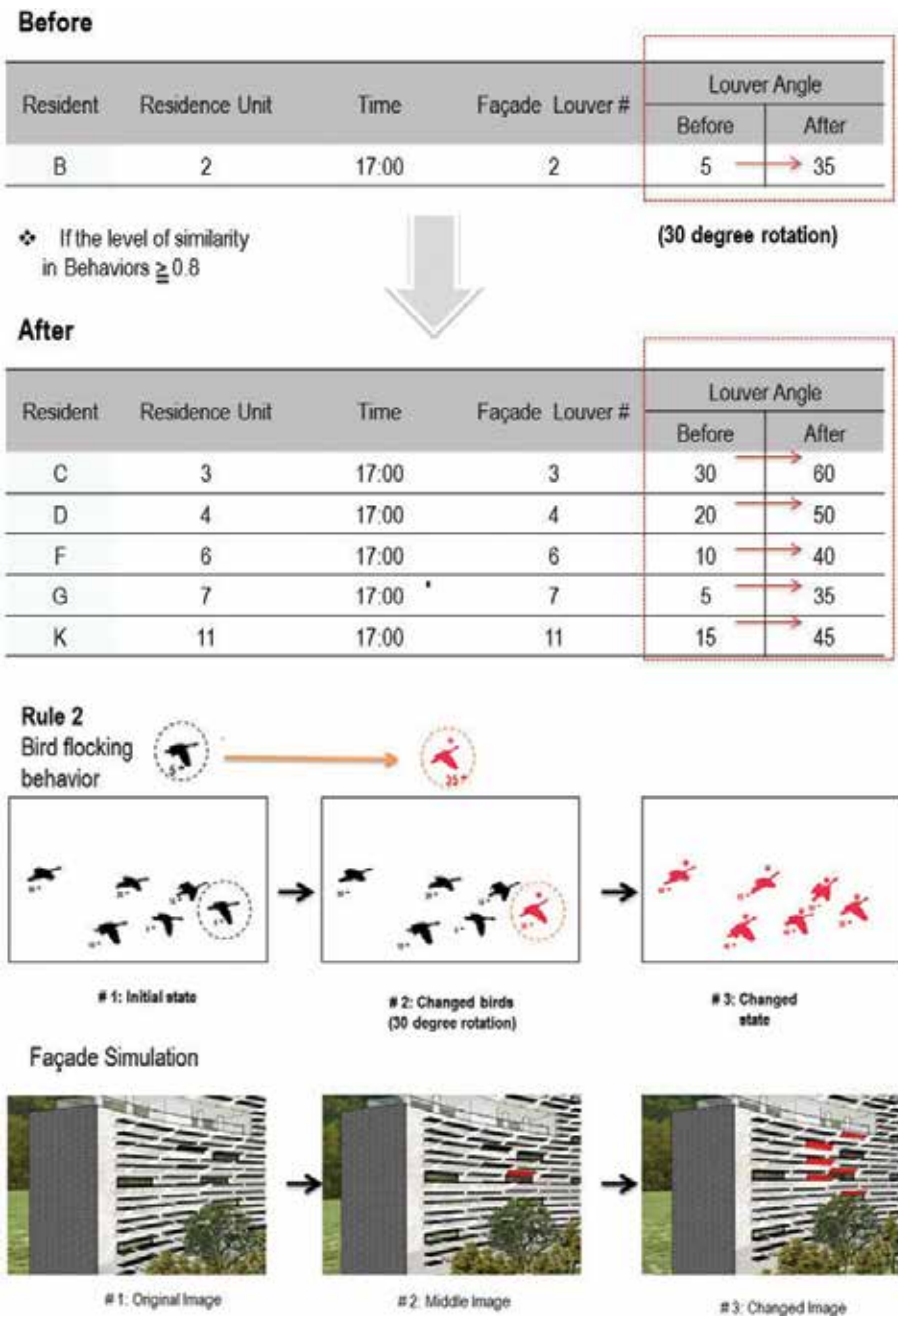 Before
Resident Residence Unit Time Façade Louver # Louver Angle
Before After
B 2 17:00 2 5 35
❖ If the level of similarity
in Behaviors ≧ 0.8
(30 degree rotation)
After
Resident Residence Unit Time Façade Louver # Louver Angle
Before After
C 3 17:00 3 30 60
D 4 17:00 4 20 50
F 6 17:00 6 10 40
G 7 17:00 7 5 35
K 11 17:00 11 15 45
Rule 2
Bird flocking
behavior
5°
35°
# 1: Initial state
# 2: Changed birds
(30 degree rotation)
# 3: Changed
state
Façade Simulation
# 1: Original Image
# 2: Middle Image
# 3: Changed Image